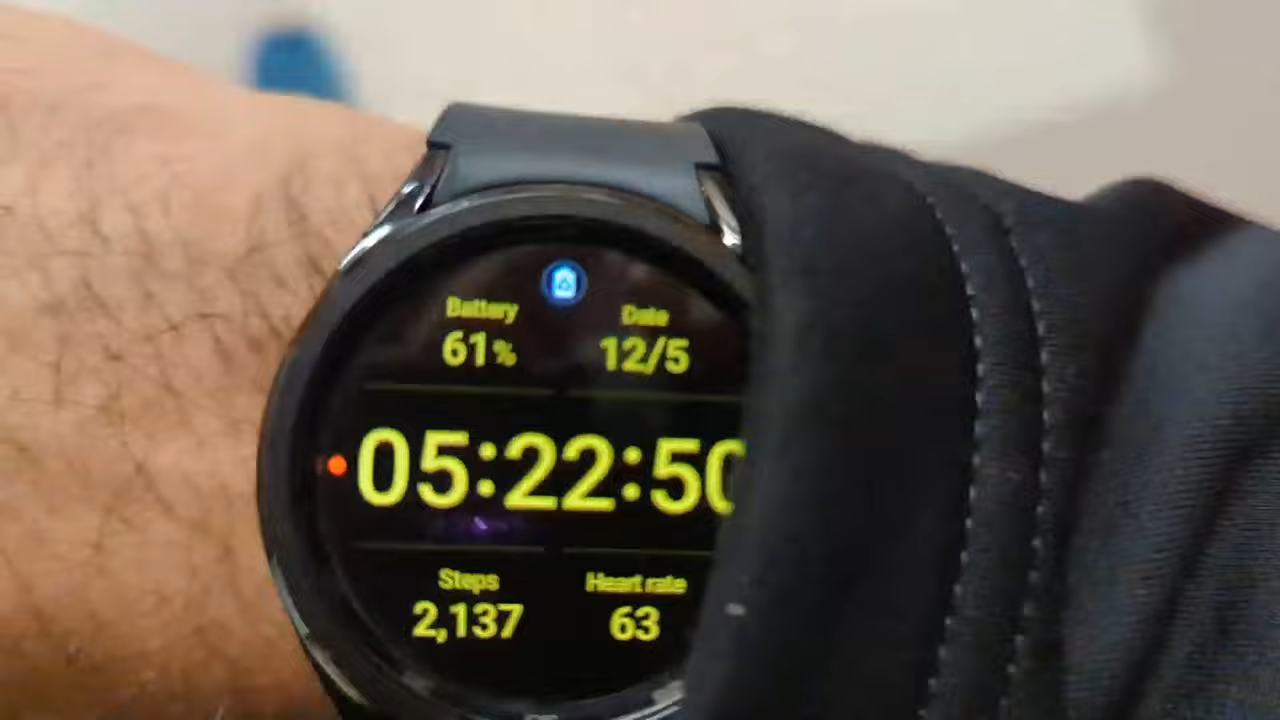 Battery
Date
61%
12/5
05:22:50
Steps
Heart rate
2,137
63